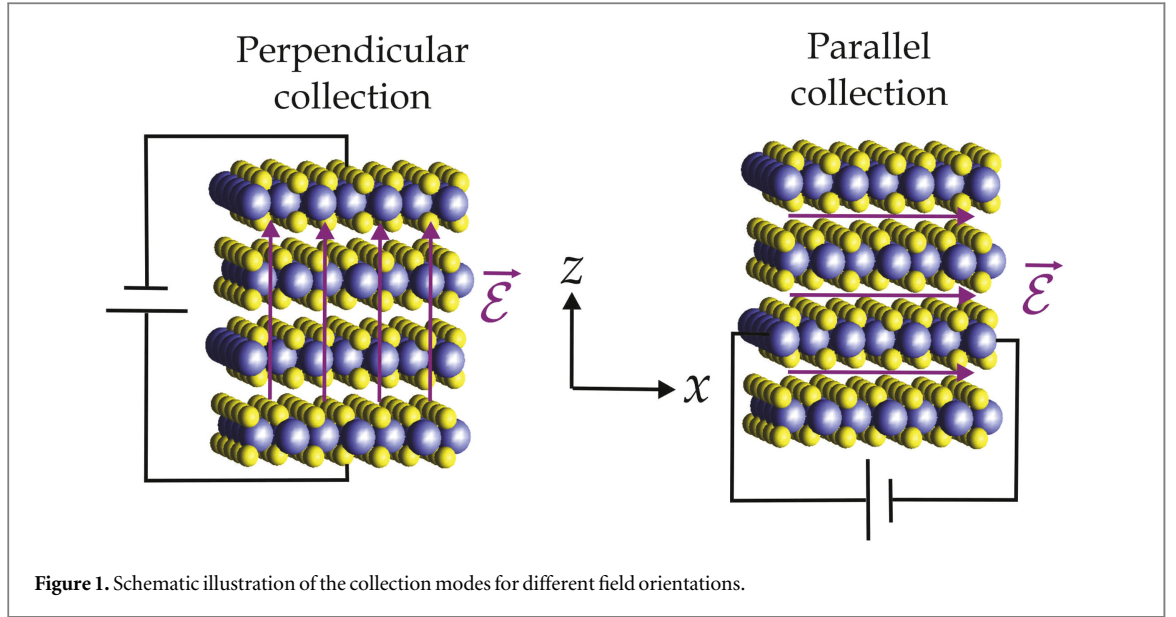 Perpendicular
collection
Parallel
collection
ℰ⃗
z
x
ℰ⃗
Figure 1. Schematic illustration of the collection modes for different field orientations.